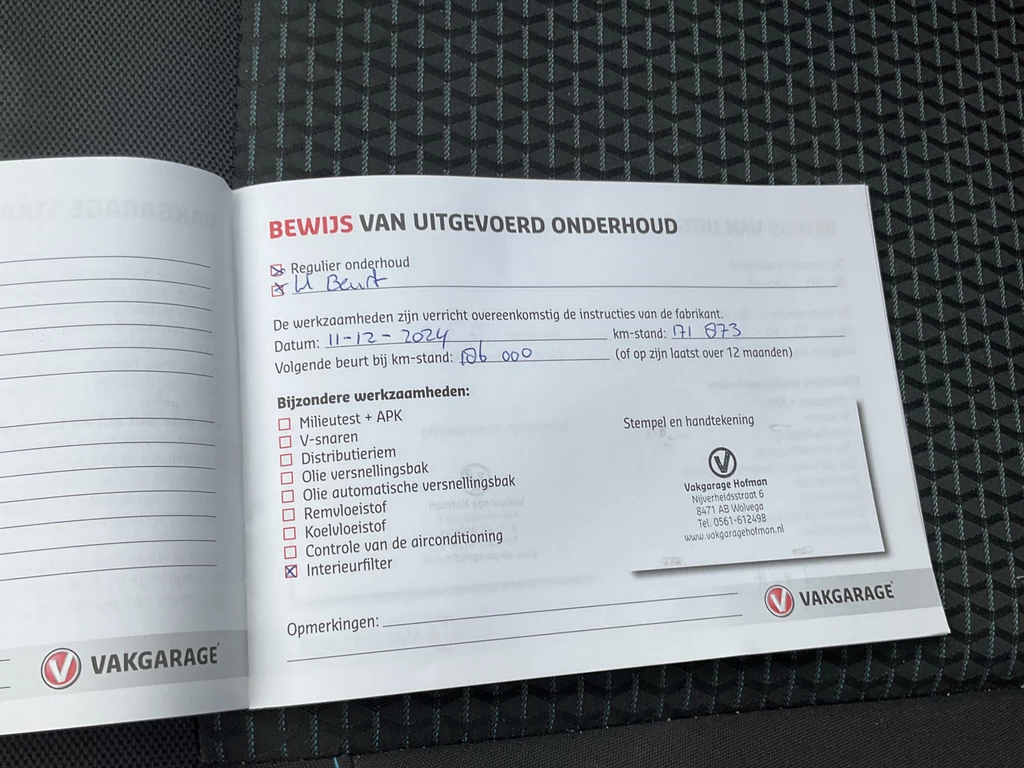 BEWIJS VAN UITGEVOERD ONDERHOUD
Regulier onderhoud
Beurt
De werkzaamheden zijn verricht overeenkomstig de instructies van de fabrikant.
Datum: 11-12-2024 km-stand: 171 873
Volgende beurt bij km-stand: 186 000 (of op zijn laatst over 12 maanden)
Bijzondere werkzaamheden:
Milieutest + APK
V-snaren
Distributieriem
Olie versnellingsbak
Olie automatische versnellingsbak
Remvloeistof
Koelvloeistof
Controle van de airconditioning
Interieurfilter
Stempel en handtekening
Vakgarage Hofman
Nijverheidsstraat 6
8471 AB Wolvega
Tel. 0561-612498
www.vakgaragehofman.nl
Opmerkingen:
VAKGARAGE
VAKGARAGE